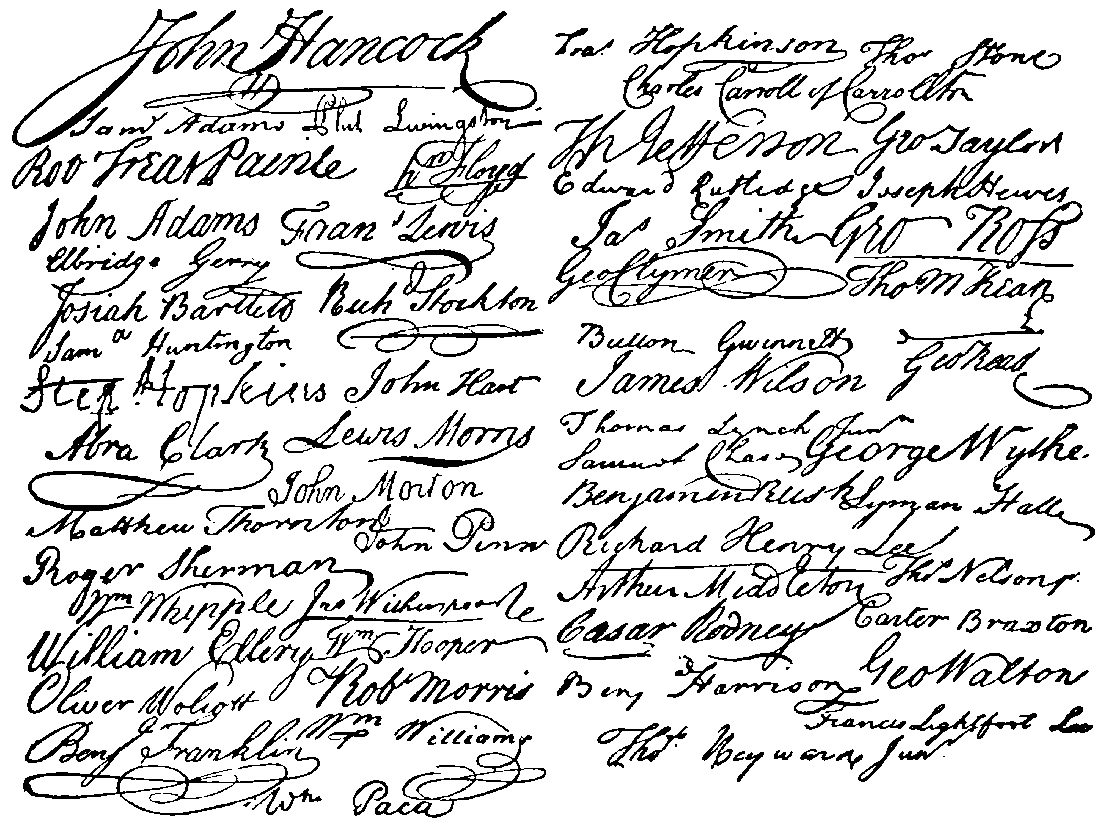 John Hancock
Sam' Adams Phil Livingston
Rob Treat Paine Wm Floyd
John Adams Frans Lewis
Elbridge Gerry
Josiah Bartlett Richd Stockton
Samel Huntington
Step Hopkins John Hart
Abra Clark Lewis Morris
John Morton
Matthew Thornton John Penn
Roger Sherman
Wm Whipple Jno Witherspoon
William Ellery Wm Hooper
Oliver Wolcott Robt Morris
Benj Franklin Wm Williams
Wm Paca
Fras Hopkinson Thos Stone
Charles Carroll of Carrollton
Th Jefferson Geo Taylor
Edward Rutledge Joseph Hewes
Jas Smith Geo Ross
Geo Clymer Tho M Kean
Button Gwinnett
James Wilson Geo Read
Thomas Lynch Junr
Samuel Chase George Wythe
Benjamin Rush Lyman Hall
Richard Henry Lee
Arthur Middleton Thos Nelson jr
Cæsar Rodney Carter Braxton
Benj Harrison Geo Walton
Francis Lightfoot Lee
Thos Heyward Junr